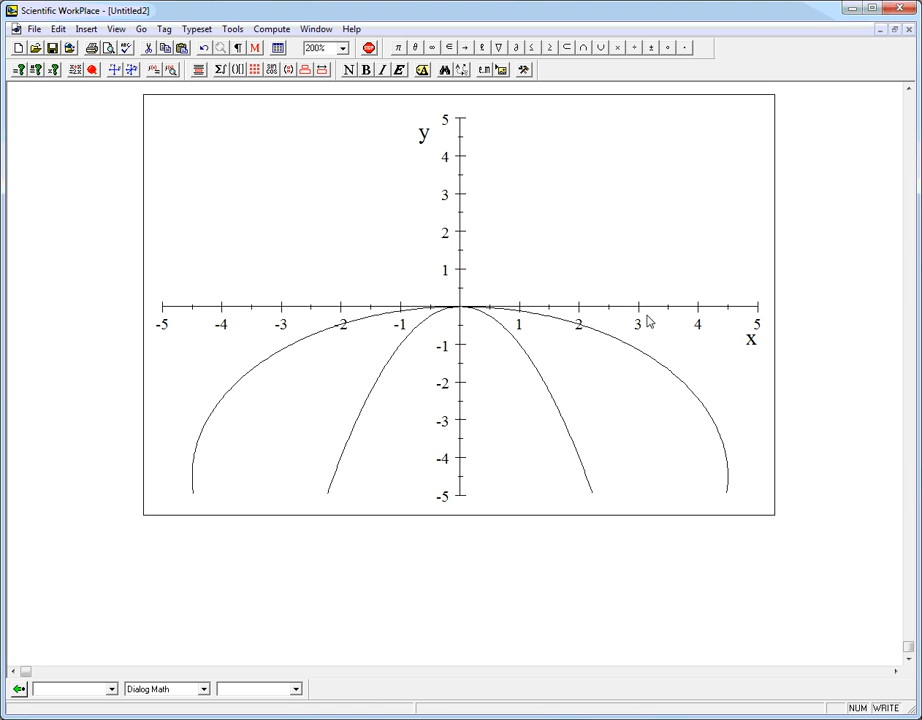 Scientific WorkPlace - [Untitled2]
File Edit Insert View Go Tag Typeset Tools Compute Window Help
¶ M 200% STOP π θ ∞ ∈ → ℓ ∇ ∂ ≤ ≥ ⊂ ∩ ∪ × ÷ ± ∘ ·
N B I E e.m
y
5
4
3
2
1
-5 -4 -3 -2 -1 1 2 3 4 5
x
-1
-2
-3
-4
-5
Dialog Math
NUM WRITE